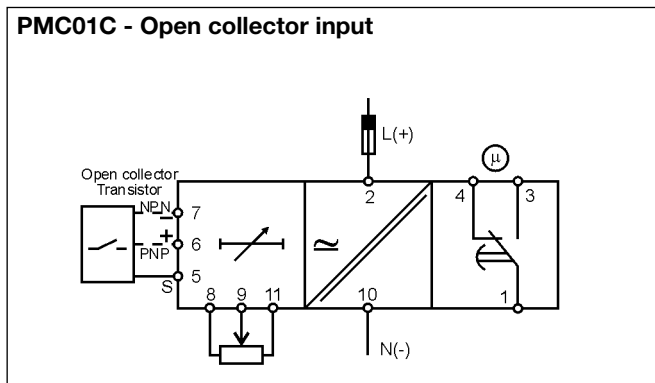 PMC01C - Open collector input
L(+)
μ
Open collector
Transistor
NPN
−
7
+
6
PNP
S
5
2
4
3
≃
8
9
11
10
1
N(-)